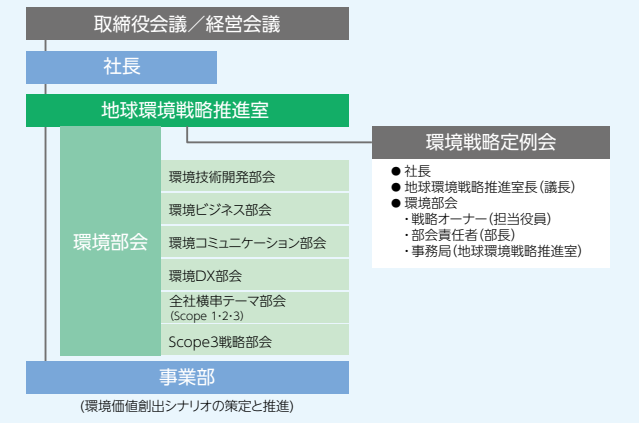 取締役会議／経営会議
社長
地球環境戦略推進室
環境部会
環境技術開発部会
環境ビジネス部会
環境コミュニケーション部会
環境DX部会
全社横串テーマ部会
(Scope 1・2・3)
Scope3戦略部会
事業部
(環境価値創出シナリオの策定と推進)
環境戦略定例会
● 社長
● 地球環境戦略推進室長(議長)
● 環境部会
・戦略オーナー(担当役員)
・部会責任者(部長)
・事務局(地球環境戦略推進室)